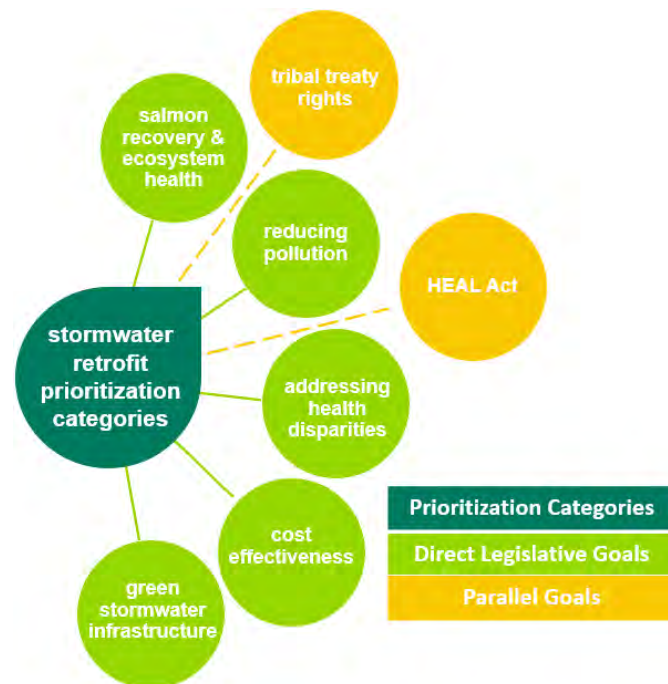 tribal treaty
rights
salmon
recovery &
ecosystem
health
reducing
pollution
HEAL Act
stormwater
retrofit
prioritization
categories
addressing
health
disparities
cost
effectiveness
green
stormwater
infrastructure
Prioritization Categories
Direct Legislative Goals
Parallel Goals